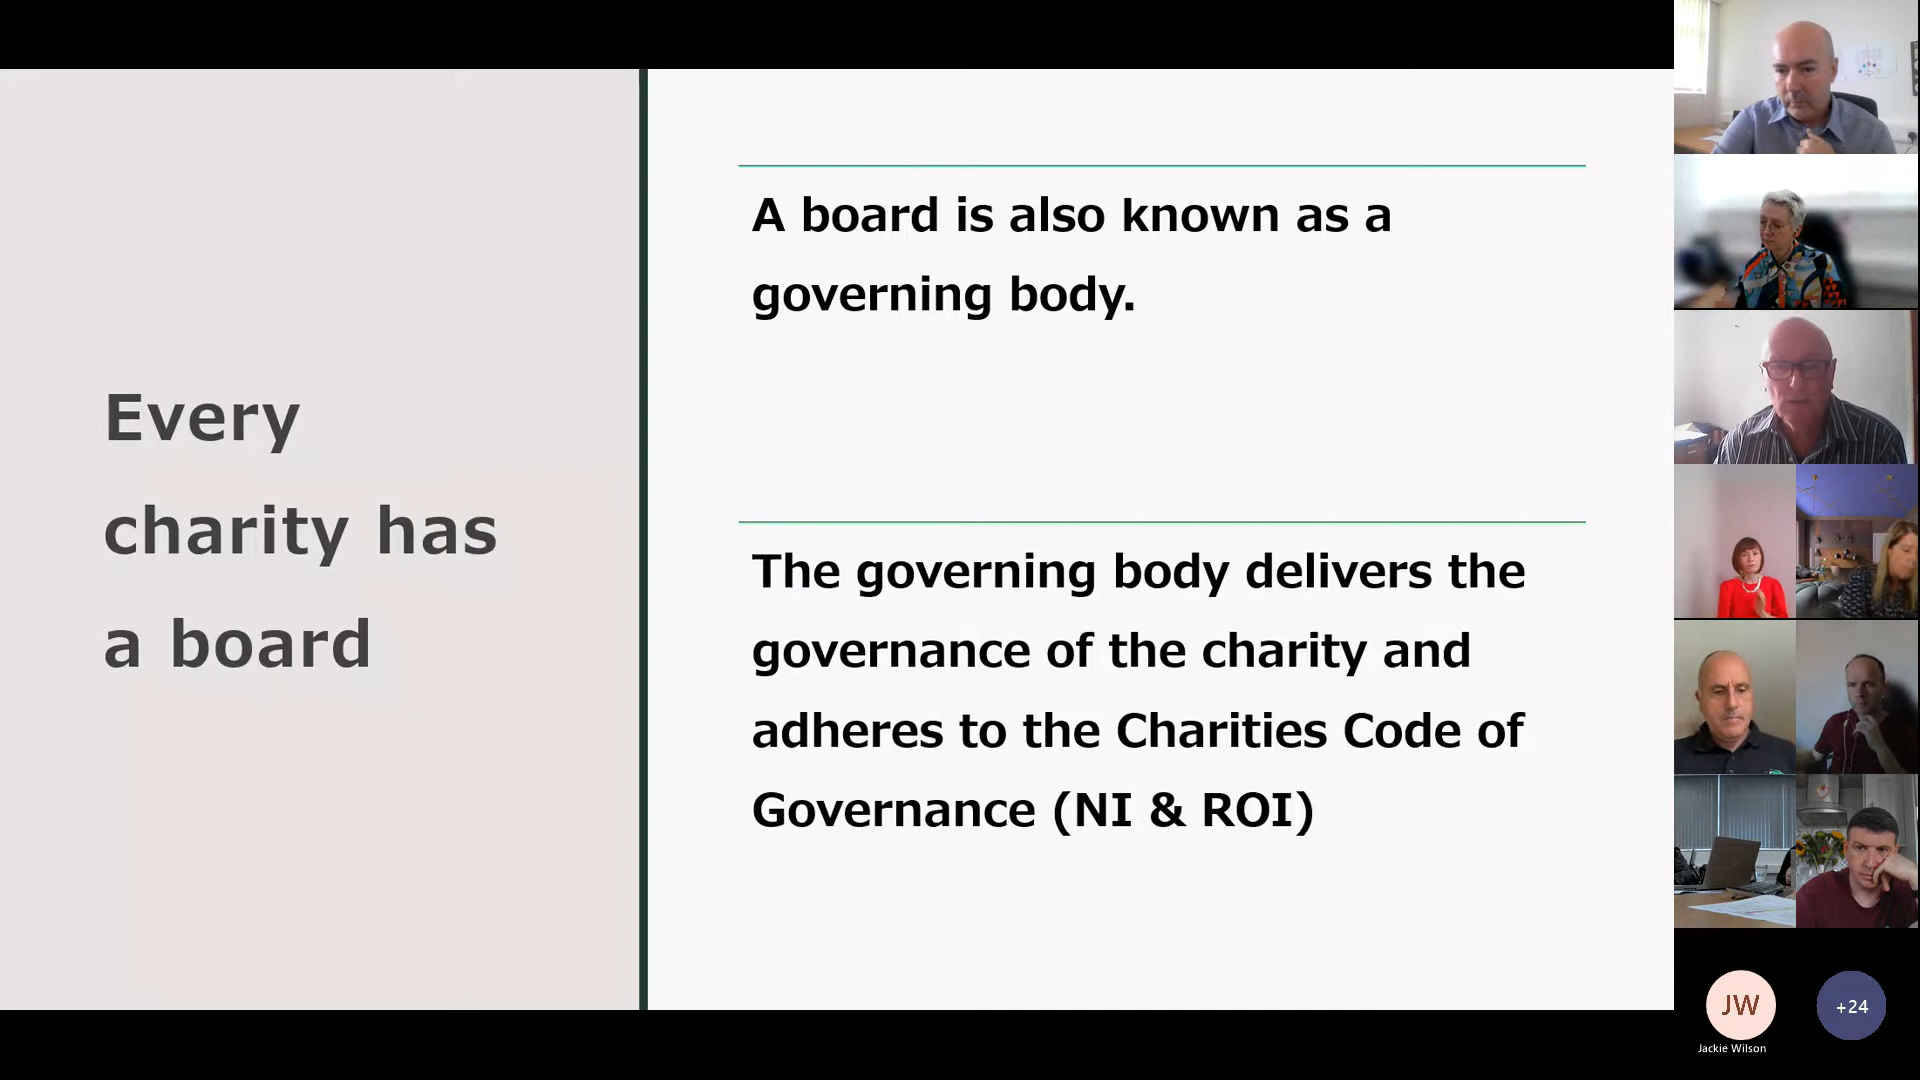 Every
charity has
a board
A board is also known as a
governing body.
The governing body delivers the
governance of the charity and
adheres to the Charities Code of
Governance (NI & ROI)
JW
Jackie Wilson
+24